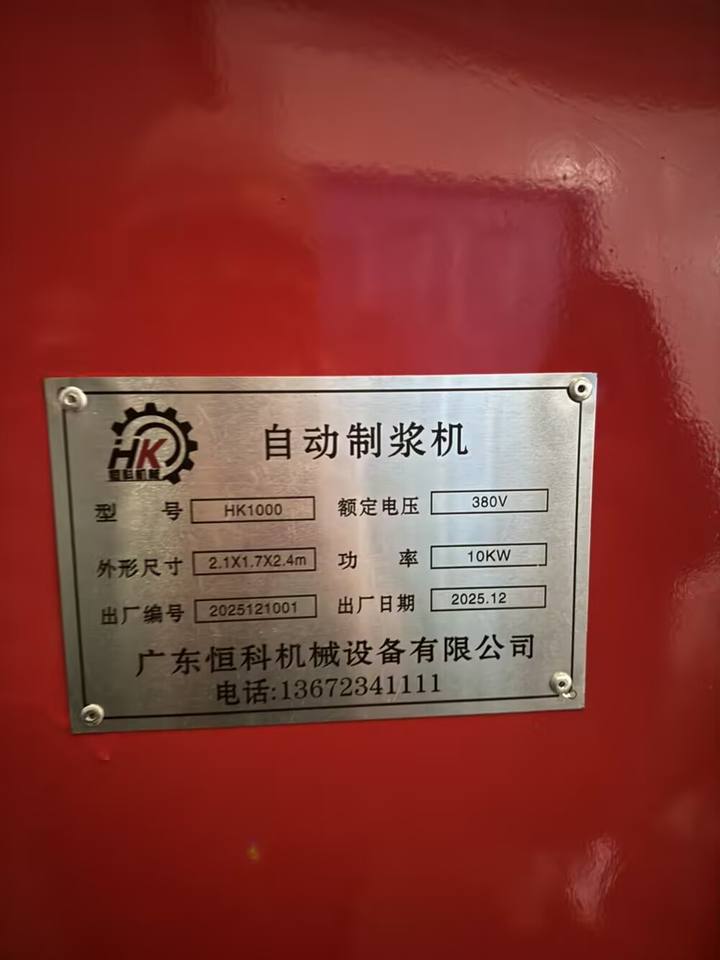 HK
恒科机械
自动制浆机
型 号 HK1000 额定电压 380V
外形尺寸 2.1X1.7X2.4m 功 率 10KW
出厂编号 2025121001 出厂日期 2025.12
广东恒科机械设备有限公司
电话:13672341111